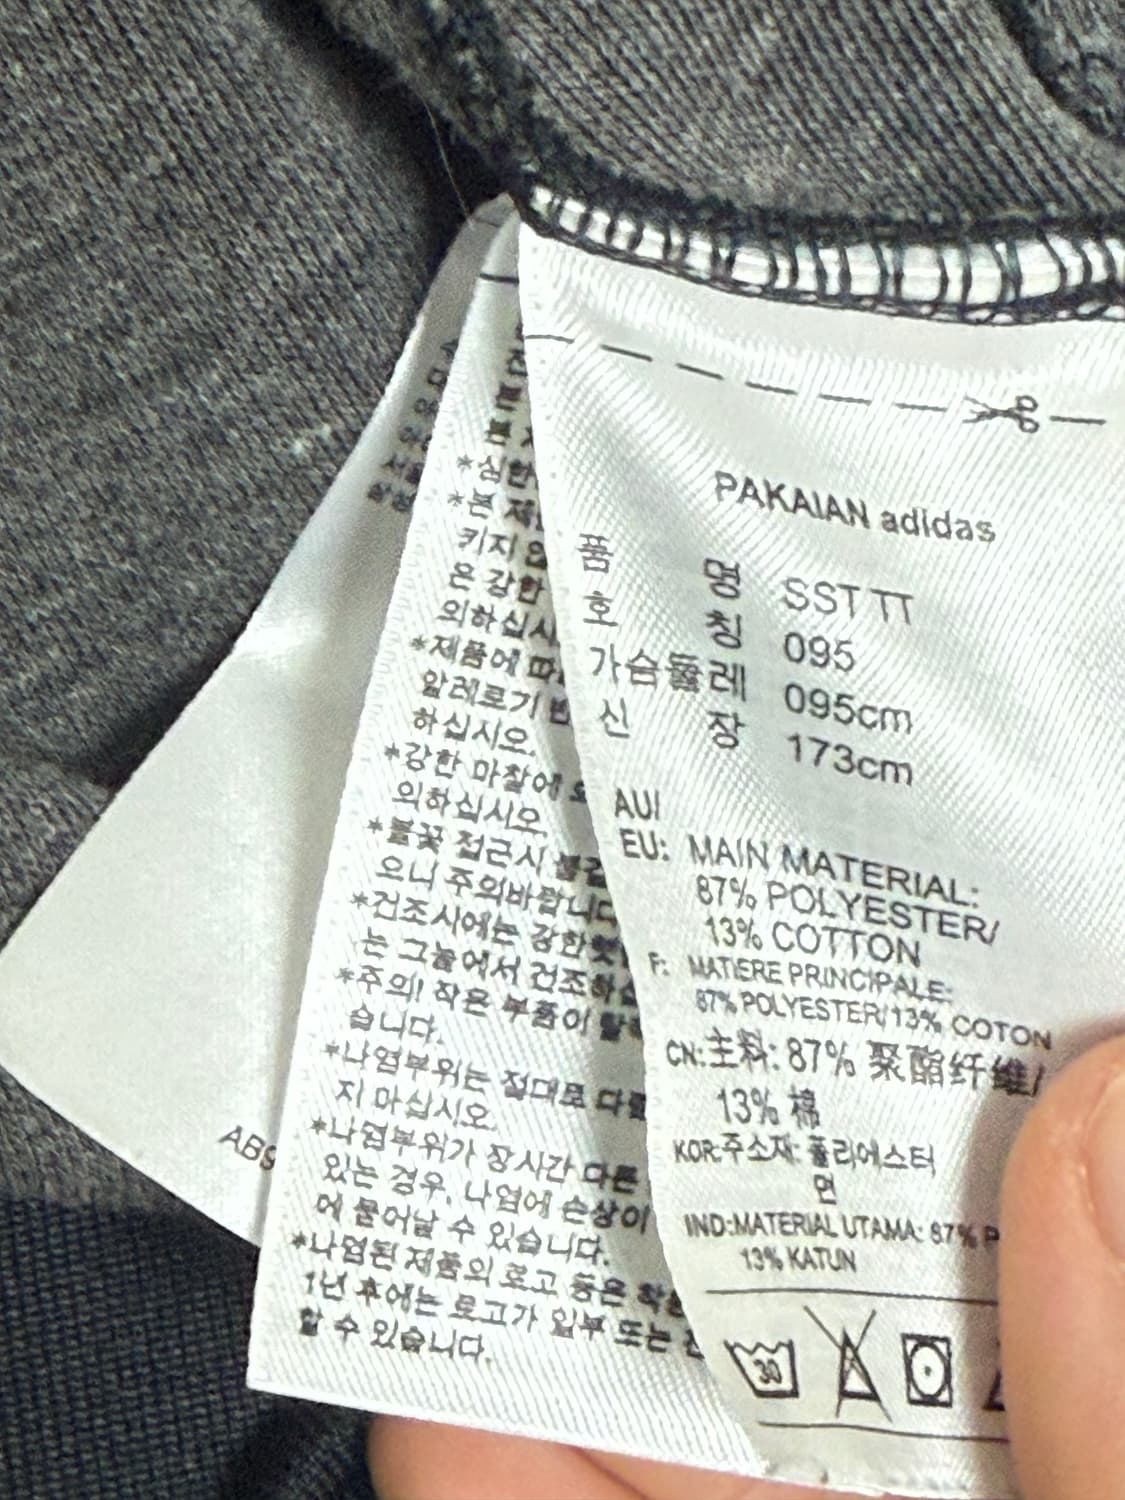 PAKAIAN adidas
품 명 SST TT
호 칭 095
가슴둘레 095cm
신 장 173cm
AU/
EU: MAIN MATERIAL:
87% POLYESTER/
13% COTTON
F: MATIERE PRINCIPALE:
87% POLYESTER/13% COTON
CN:主料: 87% 聚酯纤维/
13% 棉
KOR:주소재: 폴리에스터
면
IND:MATERIAL UTAMA: 87% P
13% KATUN
30
*심한
*본 제
키지
은 강한
의하십시
*제품에 따
알레르기
하십시오.
*강한 마찰에
의하십시오.
*불꽃 접근시
으니 주의바랍니다
*건조시에는 강한
는 그늘에서 건조하
*주의! 작은 부품이
습니다.
*나염부위는 절대로 다
지 마십시오.
*나염부위가 장시간 다른
있는 경우, 나염에 손상이
에 묻어날 수 있습니다.
*나염된 제품의 로고 등은
1년 후에는 로고가 일부 또는
할 수 있습니다.
AB9